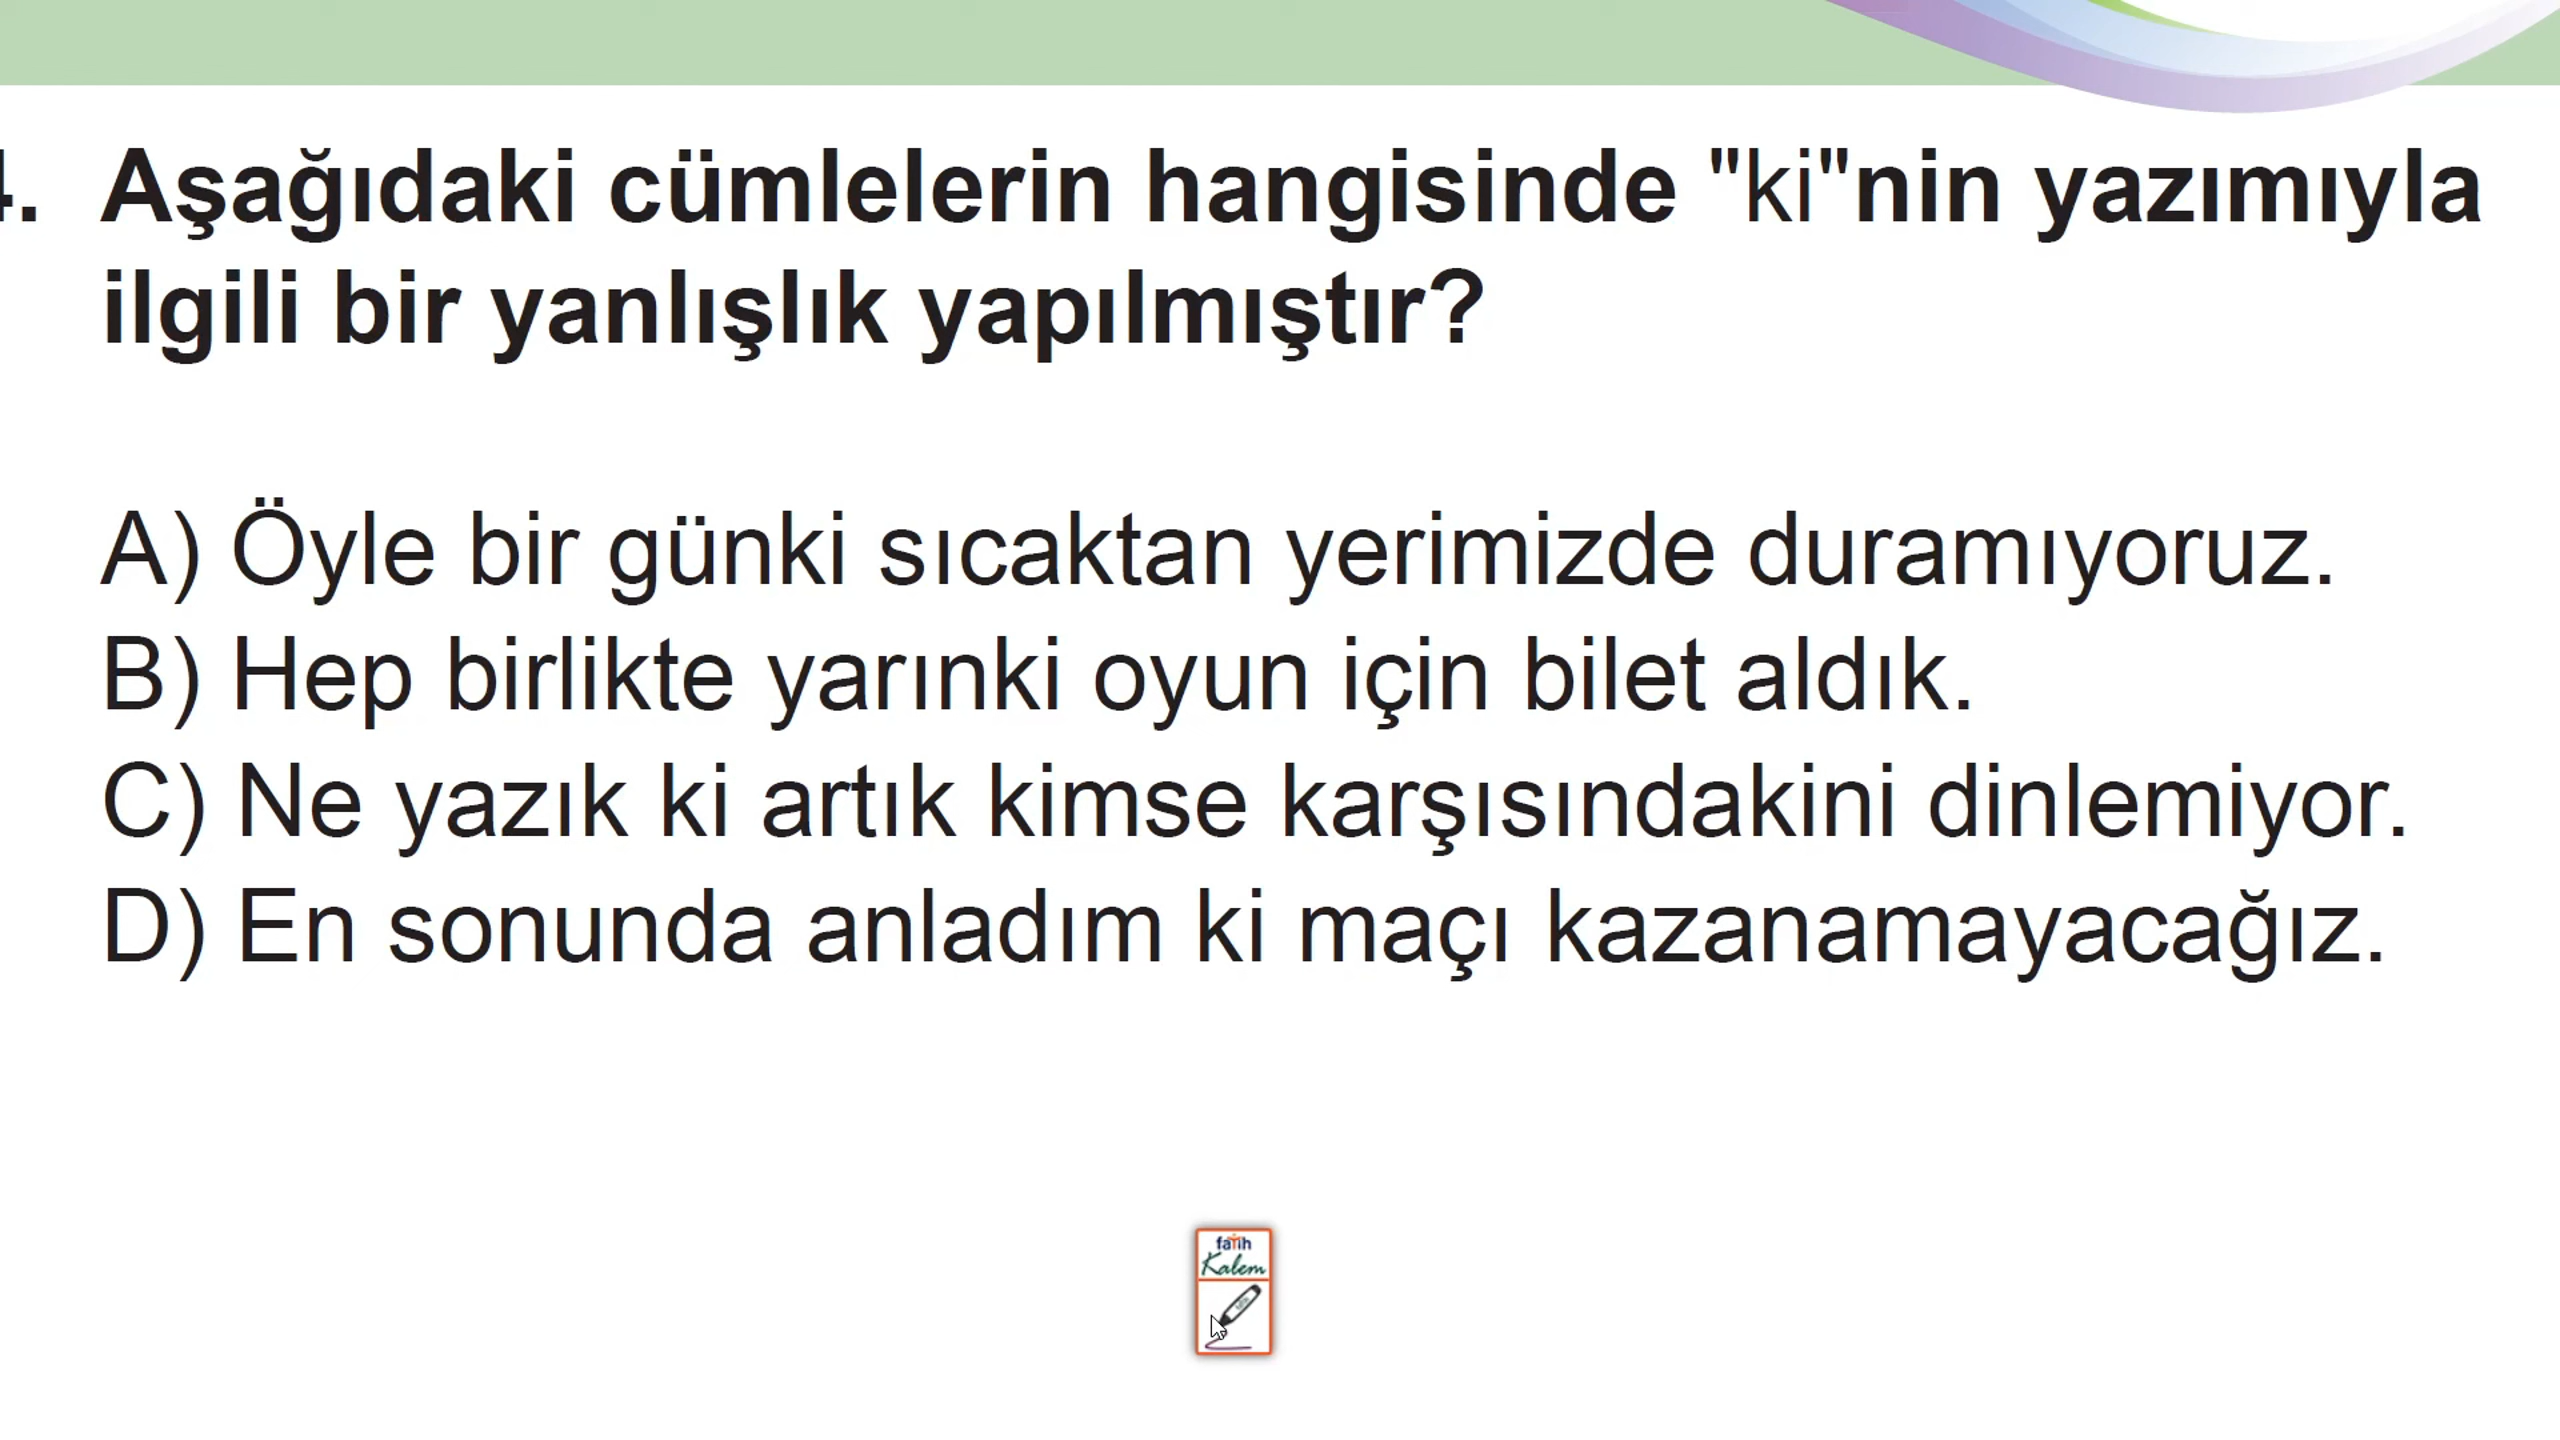 4. Aşağıdaki cümlelerin hangisinde "ki"nin yazımıyla
ilgili bir yanlışlık yapılmıştır?
A) Öyle bir günki sıcaktan yerimizde duramıyoruz.
B) Hep birlikte yarınki oyun için bilet aldık.
C) Ne yazık ki artık kimse karşısındakini dinlemiyor.
D) En sonunda anladım ki maçı kazanamayacağız.
fatih
Kalem